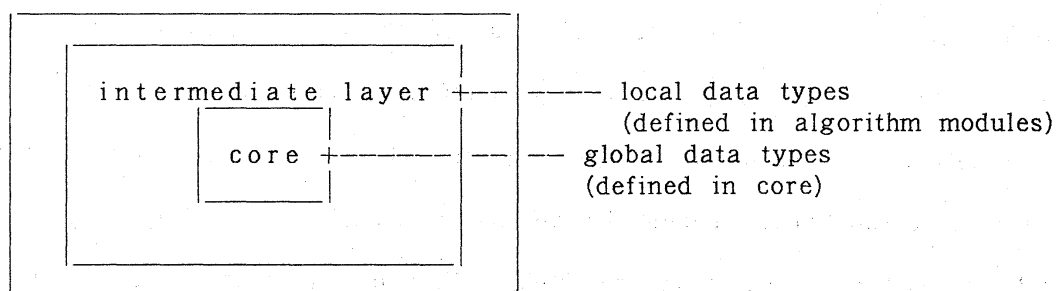 intermediate layer
local data types
(defined in algorithm modules)
core
global data types
(defined in core)